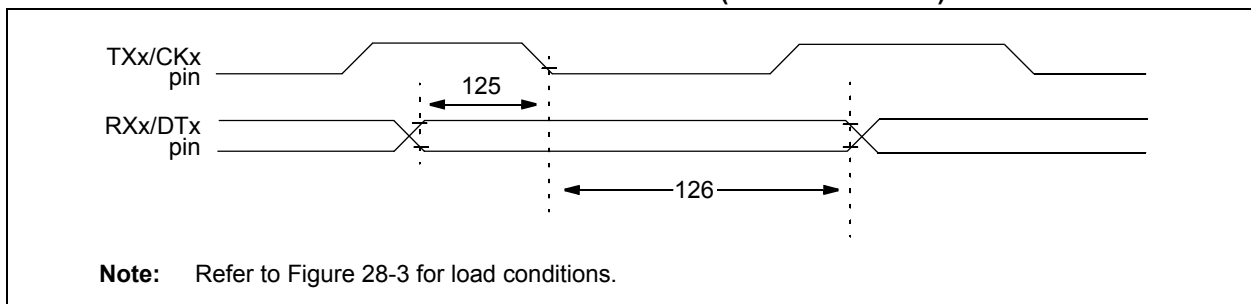 TXx/CKx
pin
125
RXx/DTx
pin
126
Note: Refer to Figure 28-3 for load conditions.